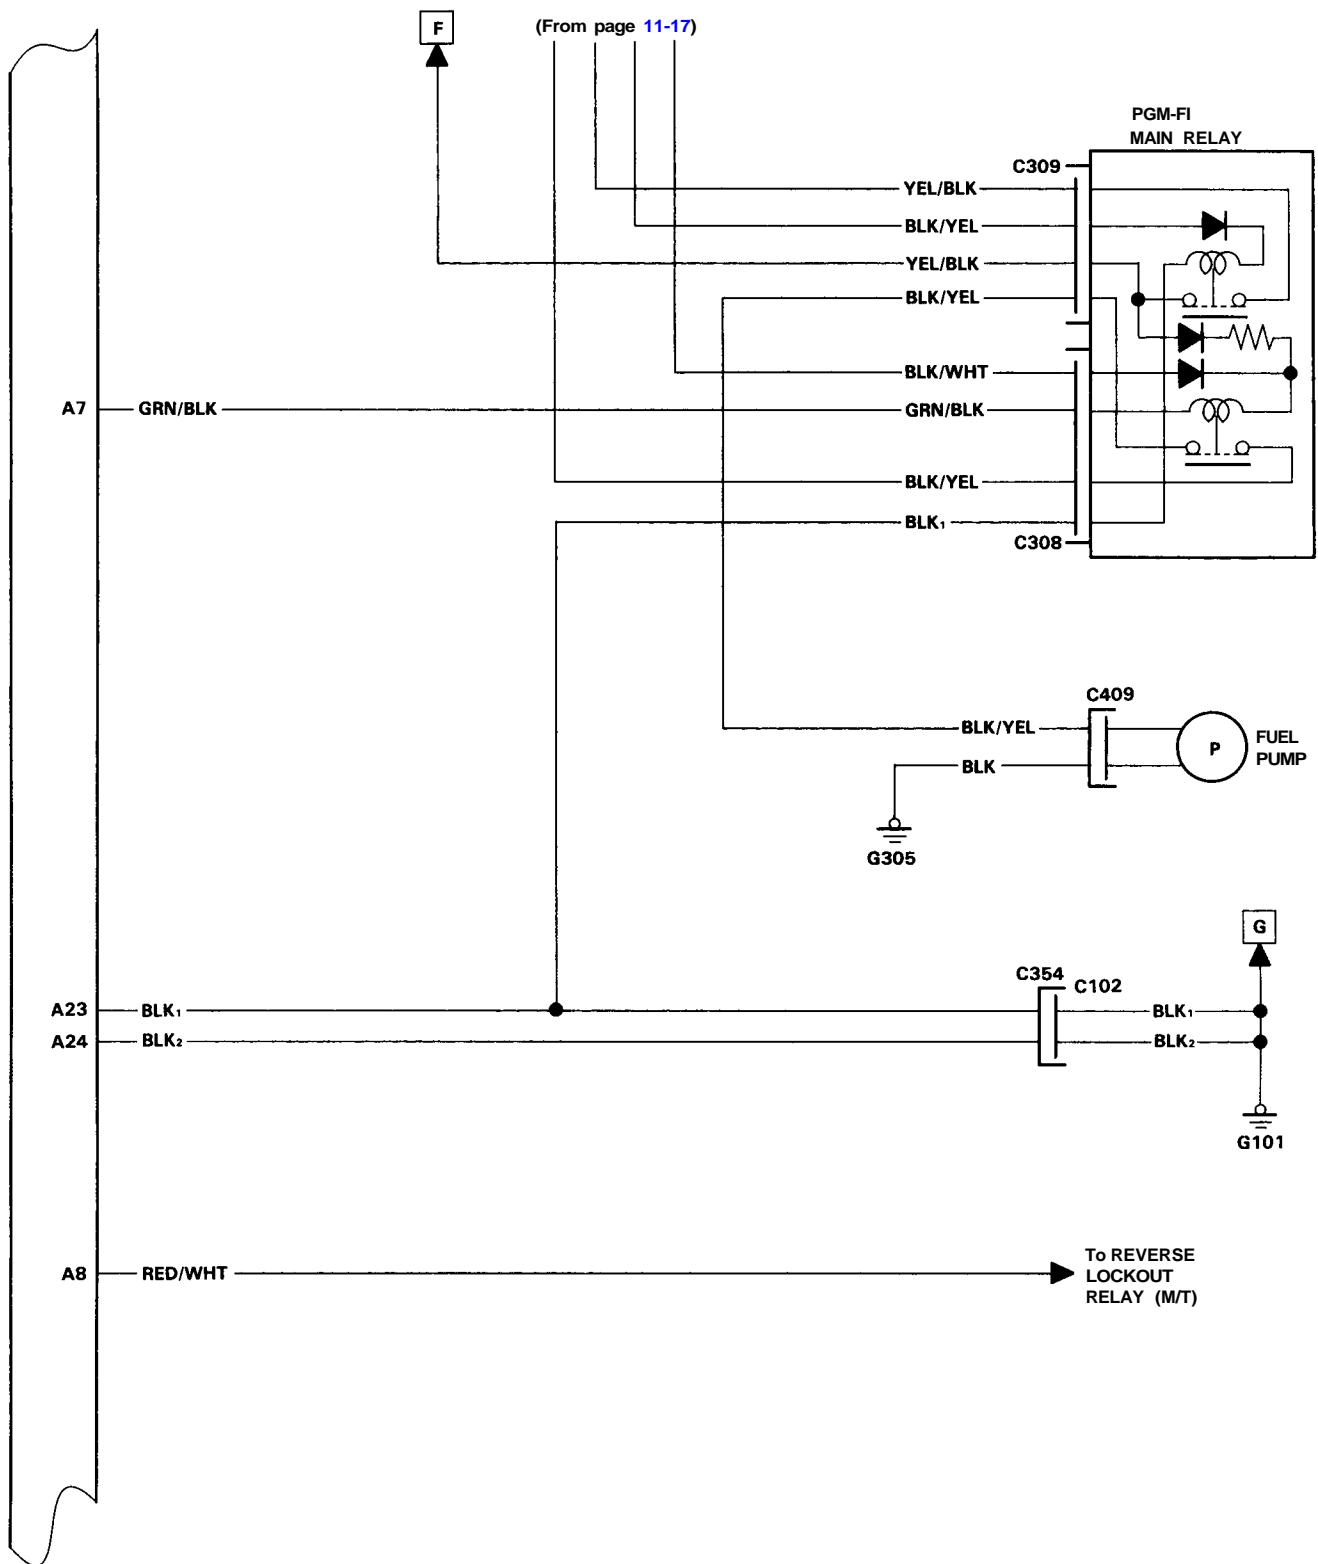 F
(From page 11-17)
PGM-FI
MAIN RELAY
C309
YEL/BLK
BLK/YEL
YEL/BLK
BLK/YEL
BLK/WHT
A7 GRN/BLK GRN/BLK
BLK/YEL
BLK₁
C308
C409
BLK/YEL
P
FUEL
PUMP
BLK
G305
G
C354
C102
A23 BLK₁ BLK₁
A24 BLK₂ BLK₂
G101
A8 RED/WHT
To REVERSE
LOCKOUT
RELAY (M/T)